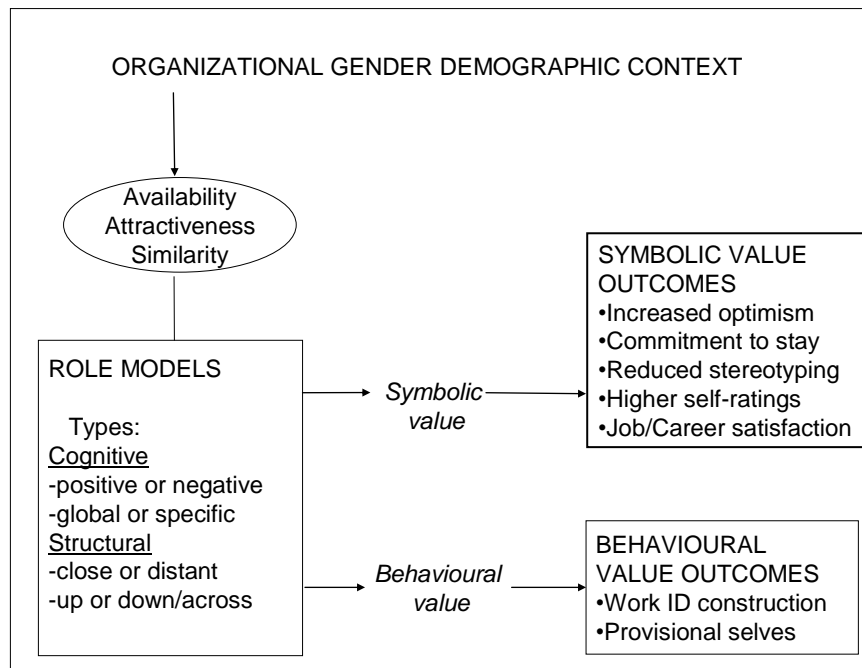 ORGANIZATIONAL GENDER DEMOGRAPHIC CONTEXT
Availability
Attractiveness
Similarity
ROLE MODELS
Types:
Cognitive
-positive or negative
-global or specific
Structural
-close or distant
-up or down/across
Symbolic
value
Behavioural
value
SYMBOLIC VALUE
OUTCOMES
•Increased optimism
•Commitment to stay
•Reduced stereotyping
•Higher self-ratings
•Job/Career satisfaction
BEHAVIOURAL
VALUE OUTCOMES
•Work ID construction
•Provisional selves